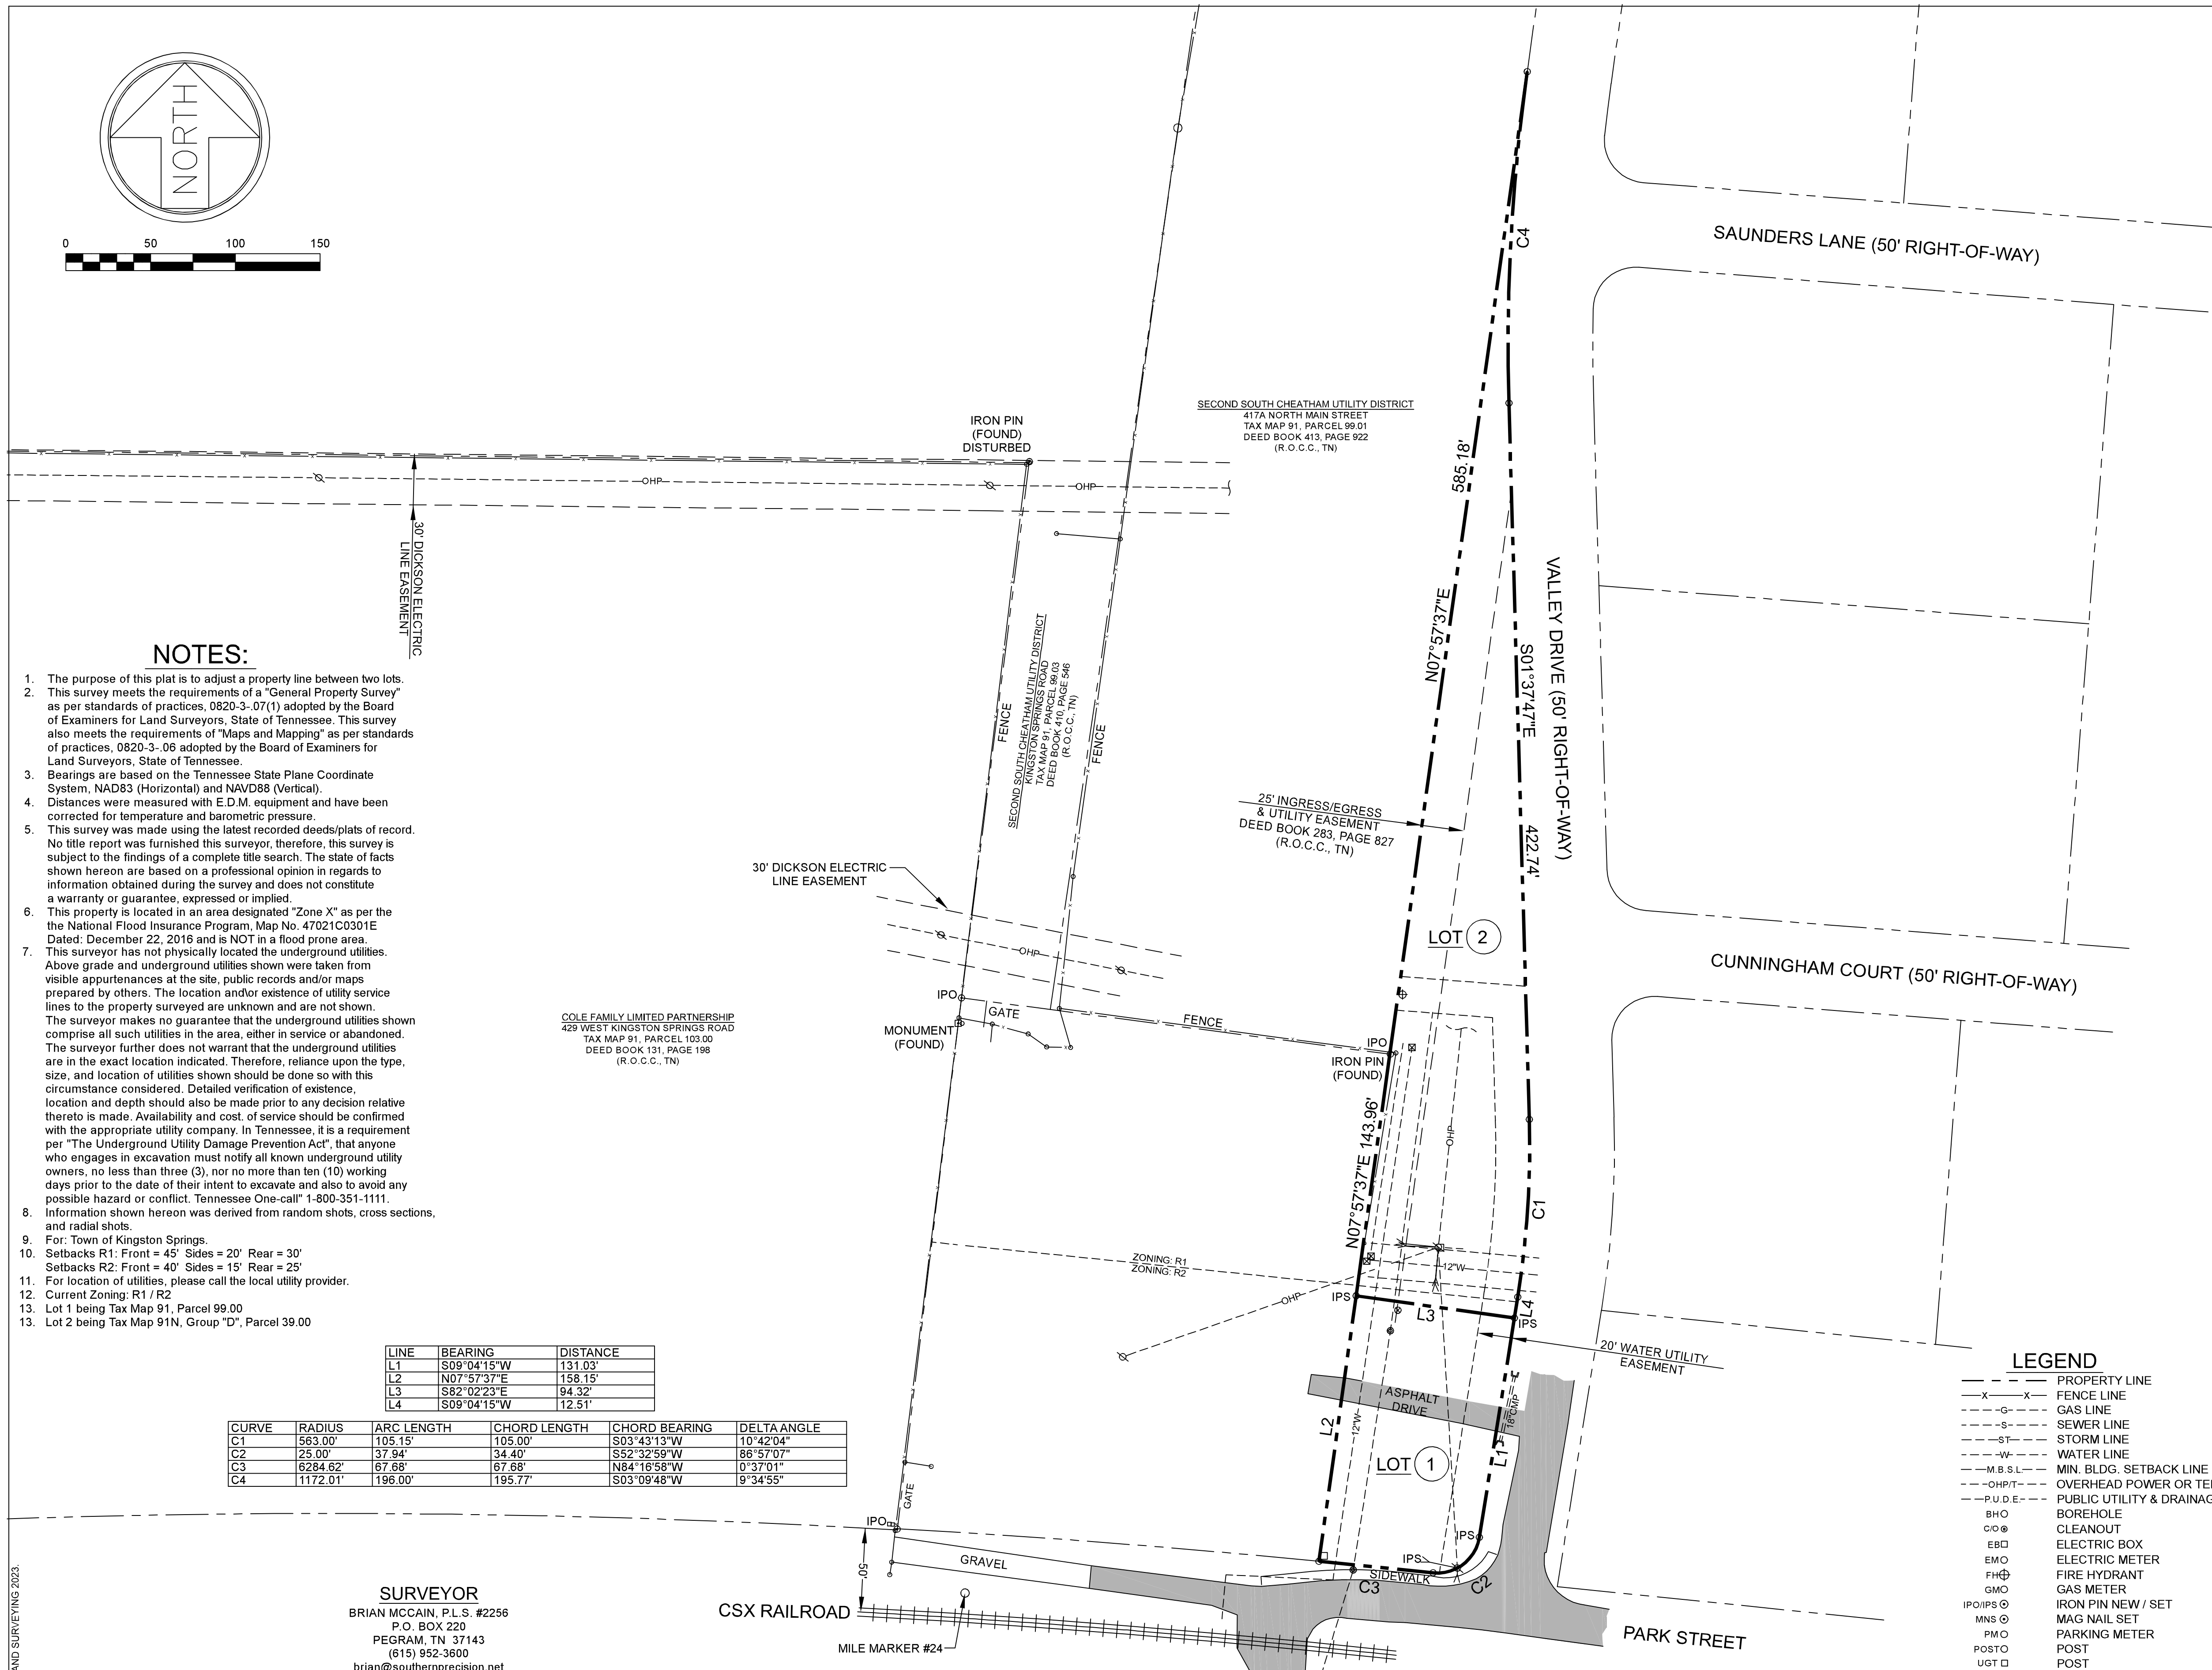 NORTH
0 50 100 150
SAUNDERS LANE (50' RIGHT-OF-WAY)
C4
585.18'
N07°57'37"E
S01°37'47"E
422.74'
VALLEY DRIVE (50' RIGHT-OF-WAY)
IRON PIN
(FOUND)
DISTURBED
SECOND SOUTH CHEATHAM UTILITY DISTRICT
417A NORTH MAIN STREET
TAX MAP 91, PARCEL 99.01
DEED BOOK 413, PAGE 922
(R.O.C.C., TN)
OHP
OHP
30' DICKSON ELECTRIC
LINE EASEMENT
FENCE
SECOND SOUTH CHEATHAM UTILITY DISTRICT
KINGSTON SPRINGS ROAD
TAX MAP 91, PARCEL 99.03
DEED BOOK 410, PAGE 546
(R.O.C.C., TN)
FENCE
25' INGRESS/EGRESS
& UTILITY EASEMENT
DEED BOOK 283, PAGE 827
(R.O.C.C., TN)
30' DICKSON ELECTRIC
LINE EASEMENT
OHP
LOT 2
CUNNINGHAM COURT (50' RIGHT-OF-WAY)
IPO
GATE
MONUMENT
(FOUND)
FENCE
IPO
IRON PIN
(FOUND)
COLE FAMILY LIMITED PARTNERSHIP
429 WEST KINGSTON SPRINGS ROAD
TAX MAP 91, PARCEL 103.00
DEED BOOK 131, PAGE 198
(R.O.C.C., TN)
N07°57'37"E 143.96'
OHP
C1
ZONING: R1
ZONING: R2
12"W
OHP
IPS
L3
L4
IPS
20' WATER UTILITY
EASEMENT
ASPHALT
DRIVE
18"CMP
L2
12"W
L1
LOT 1
IPS
IPS
SIDEWALK
C3
C2
GATE
IPO
50'
GRAVEL
CSX RAILROAD
MILE MARKER #24
PARK STREET
NOTES:
1. The purpose of this plat is to adjust a property line between two lots.
2. This survey meets the requirements of a "General Property Survey"
as per standards of practices, 0820-3-.07(1) adopted by the Board
of Examiners for Land Surveyors, State of Tennessee. This survey
also meets the requirements of "Maps and Mapping" as per standards
of practices, 0820-3-.06 adopted by the Board of Examiners for
Land Surveyors, State of Tennessee.
3. Bearings are based on the Tennessee State Plane Coordinate
System, NAD83 (Horizontal) and NAVD88 (Vertical).
4. Distances were measured with E.D.M. equipment and have been
corrected for temperature and barometric pressure.
5. This survey was made using the latest recorded deeds/plats of record.
No title report was furnished this surveyor, therefore, this survey is
subject to the findings of a complete title search. The state of facts
shown hereon are based on a professional opinion in regards to
information obtained during the survey and does not constitute
a warranty or guarantee, expressed or implied.
6. This property is located in an area designated "Zone X" as per the
the National Flood Insurance Program, Map No. 47021C0301E
Dated: December 22, 2016 and is NOT in a flood prone area.
7. This surveyor has not physically located the underground utilities.
Above grade and underground utilities shown were taken from
visible appurtenances at the site, public records and/or maps
prepared by others. The location and\or existence of utility service
lines to the property surveyed are unknown and are not shown.
The surveyor makes no guarantee that the underground utilities shown
comprise all such utilities in the area, either in service or abandoned.
The surveyor further does not warrant that the underground utilities
are in the exact location indicated. Therefore, reliance upon the type,
size, and location of utilities shown should be done so with this
circumstance considered. Detailed verification of existence,
location and depth should also be made prior to any decision relative
thereto is made. Availability and cost. of service should be confirmed
with the appropriate utility company. In Tennessee, it is a requirement
per "The Underground Utility Damage Prevention Act", that anyone
who engages in excavation must notify all known underground utility
owners, no less than three (3), nor no more than ten (10) working
days prior to the date of their intent to excavate and also to avoid any
possible hazard or conflict. Tennessee One-call" 1-800-351-1111.
8. Information shown hereon was derived from random shots, cross sections,
and radial shots.
9. For: Town of Kingston Springs.
10. Setbacks R1: Front = 45' Sides = 20' Rear = 30'
Setbacks R2: Front = 40' Sides = 15' Rear = 25'
11. For location of utilities, please call the local utility provider.
12. Current Zoning: R1 / R2
13. Lot 1 being Tax Map 91, Parcel 99.00
13. Lot 2 being Tax Map 91N, Group "D", Parcel 39.00
LINE BEARING DISTANCE
L1 S09°04'15"W 131.03'
L2 N07°57'37"E 158.15'
L3 S82°02'23"E 94.32'
L4 S09°04'15"W 12.51'
CURVE RADIUS ARC LENGTH CHORD LENGTH CHORD BEARING DELTA ANGLE
C1 563.00' 105.15' 105.00' S03°43'13"W 10°42'04"
C2 25.00' 37.94' 34.40' S52°32'59"W 86°57'07"
C3 6284.62' 67.68' 67.68' N84°16'58"W 0°37'01"
C4 1172.01' 196.00' 195.77' S03°09'48"W 9°34'55"
SURVEYOR
BRIAN MCCAIN, P.L.S. #2256
P.O. BOX 220
PEGRAM, TN 37143
(615) 952-3600
brian@southernprecision.net
AND SURVEYING 2023.
LEGEND
PROPERTY LINE
X X FENCE LINE
G GAS LINE
S SEWER LINE
ST STORM LINE
W WATER LINE
M.B.S.L. MIN. BLDG. SETBACK LINE
OHP/T OVERHEAD POWER OR TE
P.U.D.E. PUBLIC UTILITY & DRAINAG
BH BOREHOLE
C/O CLEANOUT
EB ELECTRIC BOX
EM ELECTRIC METER
FH FIRE HYDRANT
GM GAS METER
IPO/IPS IRON PIN NEW / SET
MNS MAG NAIL SET
PM PARKING METER
POST POST
UGT POST